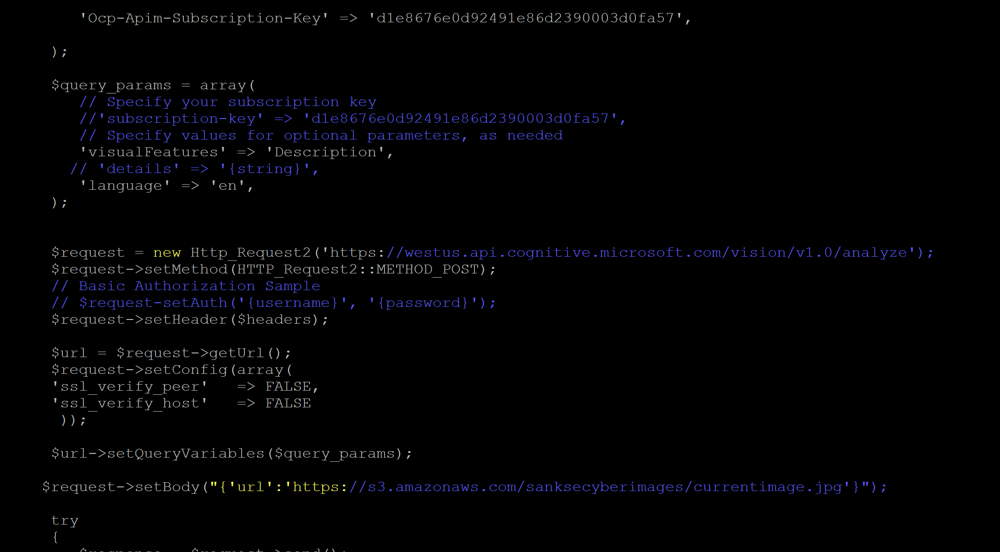 'Ocp-Apim-Subscription-Key' => 'd1e8676e0d92491e86d2390003d0fa57',
);
$query_params = array(
// Specify your subscription key
//'subscription-key' => 'd1e8676e0d92491e86d2390003d0fa57',
// Specify values for optional parameters, as needed
'visualFeatures' => 'Description',
// 'details' => '{string}',
'language' => 'en',
);
$request = new Http_Request2('https://westus.api.cognitive.microsoft.com/vision/v1.0/analyze');
$request->setMethod(HTTP_Request2::METHOD_POST);
// Basic Authorization Sample
// $request-setAuth('{username}', '{password}');
$request->setHeader($headers);
$url = $request->getUrl();
$request->setConfig(array(
'ssl_verify_peer'   => FALSE,
'ssl_verify_host'   => FALSE
));
$url->setQueryVariables($query_params);
$request->setBody("{'url':'https://s3.amazonaws.com/sanksecyberimages/currentimage.jpg'}");
try
{